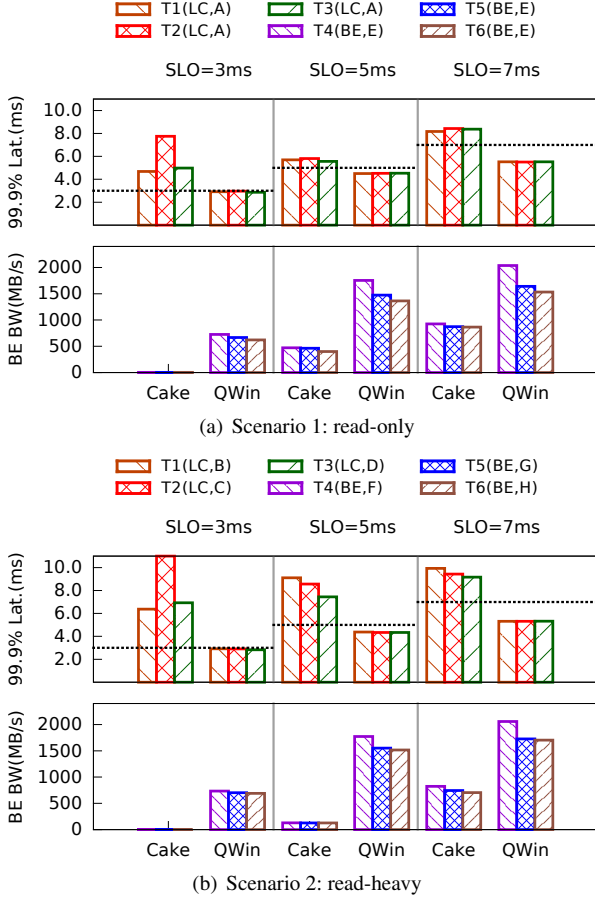 T1(LC,A) T3(LC,A) T5(BE,E)
T2(LC,A) T4(BE,E) T6(BE,E)
SLO=3ms SLO=5ms SLO=7ms
99.9% Lat.(ms)
10.0
8.0
6.0
4.0
2.0
BE BW(MB/s)
2000
1500
1000
500
0
Cake QWin Cake QWin Cake QWin
(a) Scenario 1: read-only
T1(LC,B) T3(LC,D) T5(BE,G)
T2(LC,C) T4(BE,F) T6(BE,H)
SLO=3ms SLO=5ms SLO=7ms
99.9% Lat.(ms)
10.0
8.0
6.0
4.0
2.0
BE BW(MB/s)
2000
1500
1000
500
0
Cake QWin Cake QWin Cake QWin
(b) Scenario 2: read-heavy